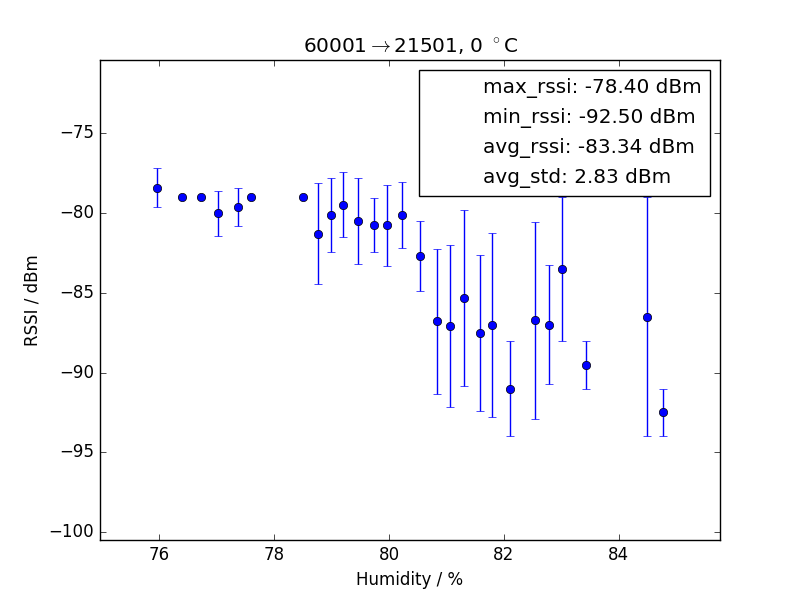 60001→21501, 0 °C
max_rssi: -78.40 dBm
min_rssi: -92.50 dBm
avg_rssi: -83.34 dBm
avg_std: 2.83 dBm
RSSI / dBm
−75
−80
−85
−90
−95
−100
76 78 80 82 84
Humidity / %